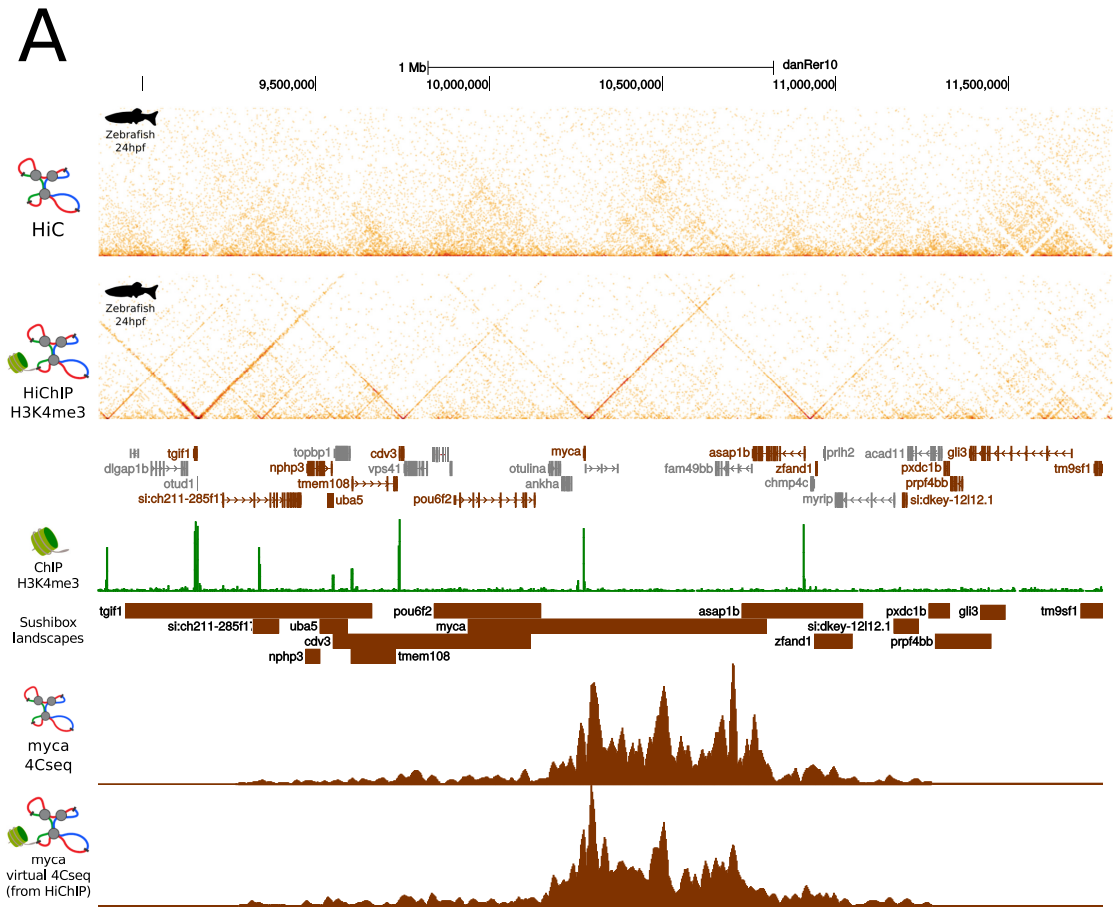 A
1 Mb danRer10
9,500,000 10,000,000 10,500,000 11,000,000 11,500,000
Zebrafish
24hpf
HiC
Zebrafish
24hpf
HiChIP
H3K4me3
tgif1 topbp1 cdv3 myca asap1b prlh2 acad11 gli3
dlgap1b nphp3 vps41 otulina fam49bb zfand1 pxdc1b tm9sf1
otud1 tmem108 ankha chmp4c prpf4bb
si:ch211-285f17 uba5 pou6f2 myrip si:dkey-12l12.1
ChIP
H3K4me3
Sushibox
landscapes
tgif1 pou6f2 asap1b pxdc1b gli3 tm9sf1
si:ch211-285f17 uba5 myca si:dkey-12l12.1
cdv3 zfand1 prpf4bb
nphp3 tmem108
myca
4Cseq
myca
virtual 4Cseq
(from HiChIP)